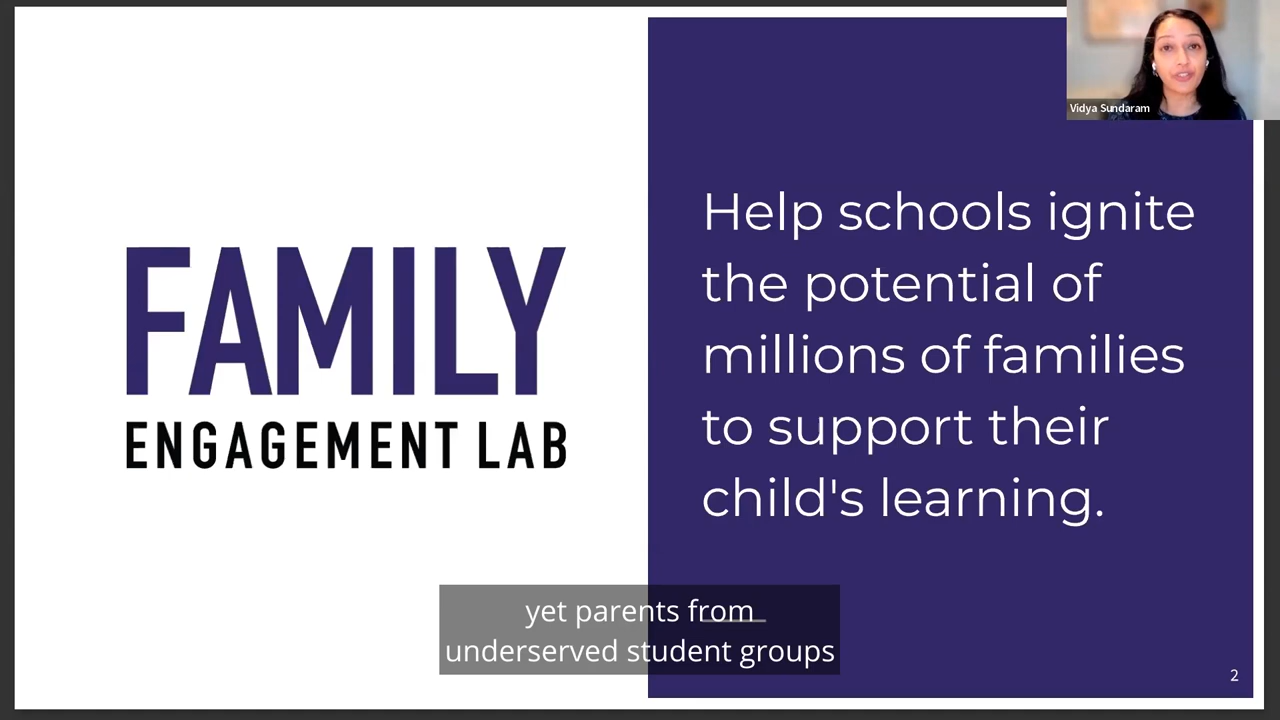 Vidya Sundaram
FAMILY
ENGAGEMENT LAB
Help schools ignite
the potential of
millions of families
to support their
child's learning.
yet parents from
underserved student groups
2